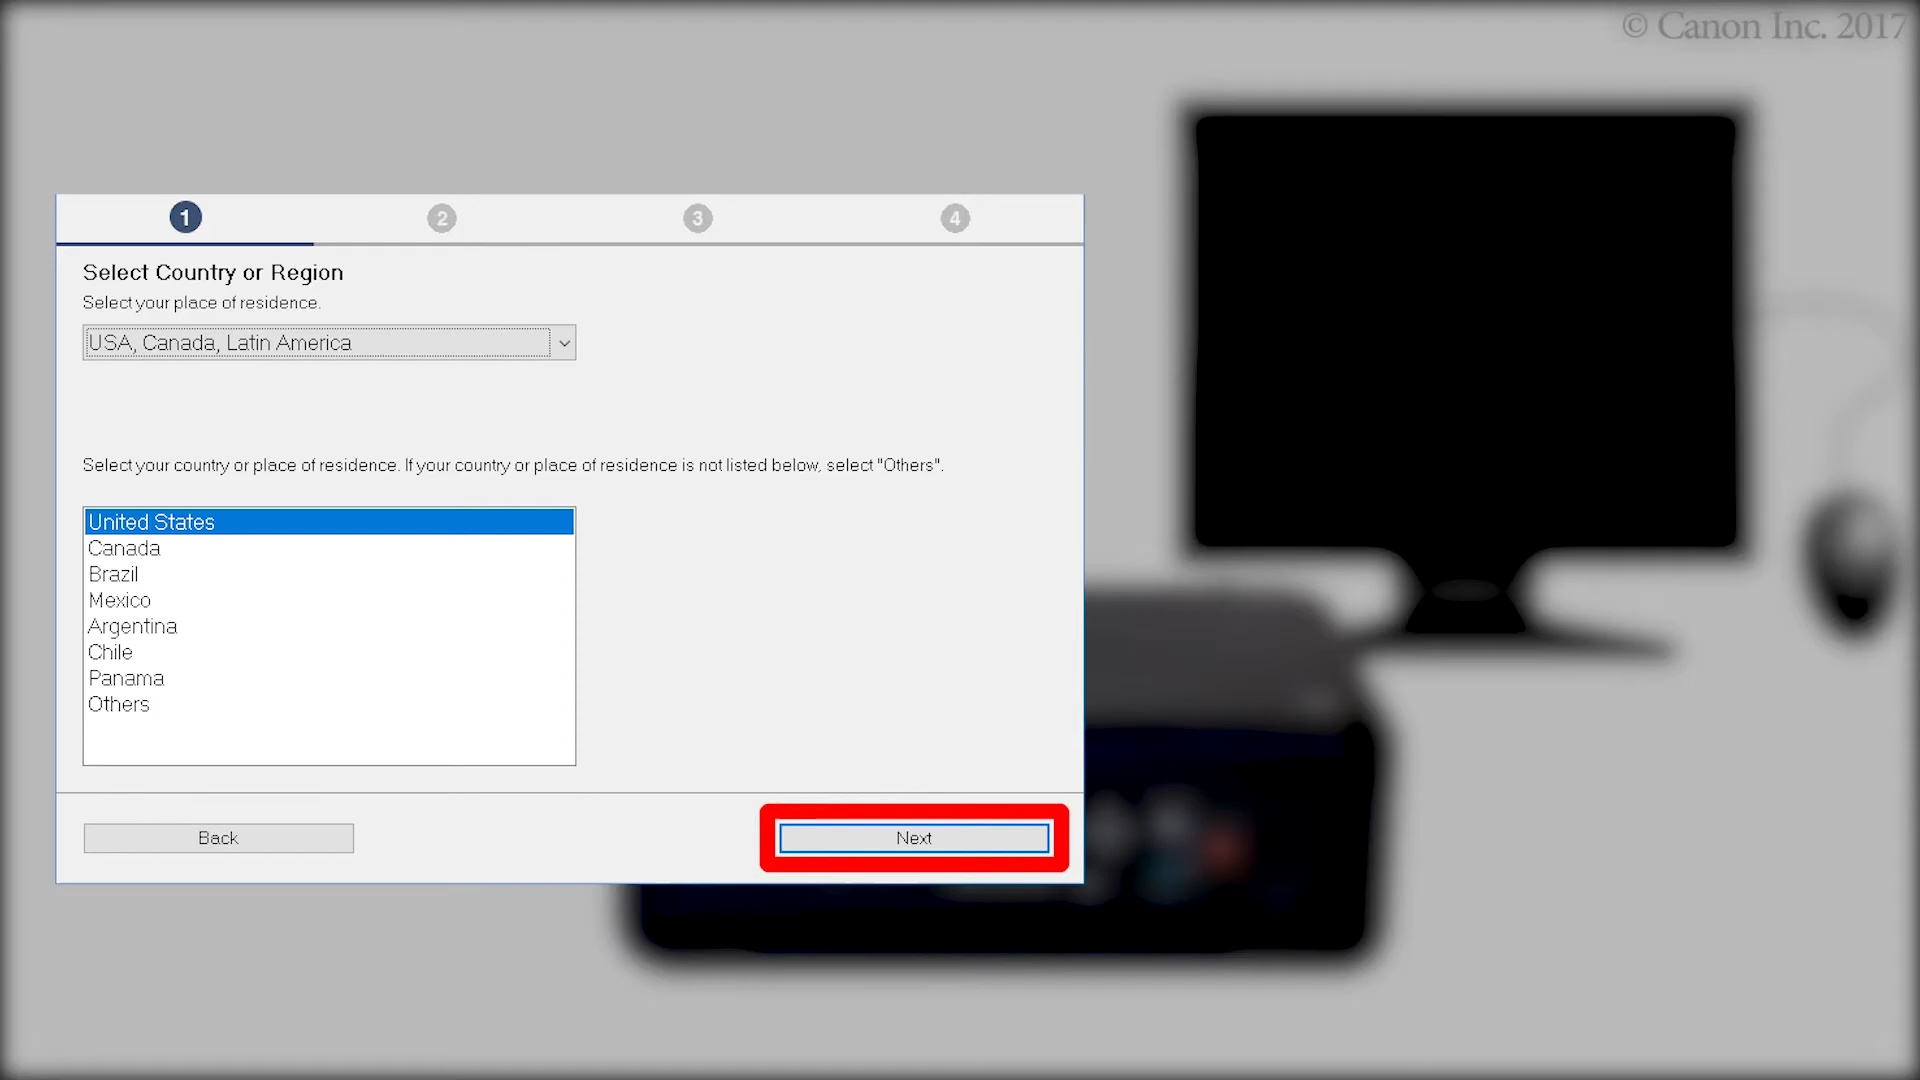 © Canon Inc. 2017
1 2 3 4
Select Country or Region
Select your place of residence.
USA, Canada, Latin America
Select your country or place of residence. If your country or place of residence is not listed below, select "Others".
United States
Canada
Brazil
Mexico
Argentina
Chile
Panama
Others
Back Next